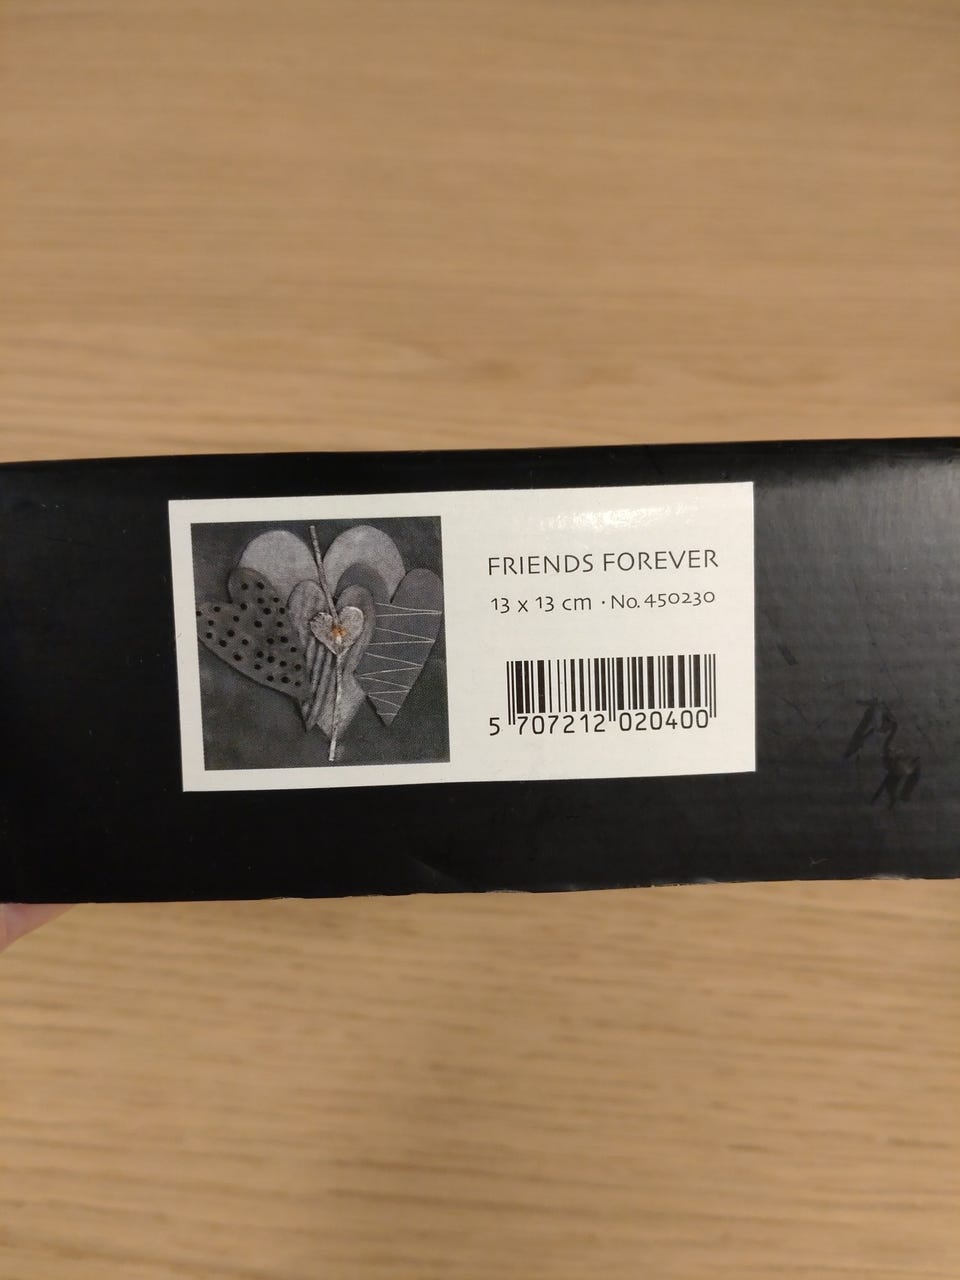 FRIENDS FOREVER
13 x 13 cm · No. 450230
5 707212 020400